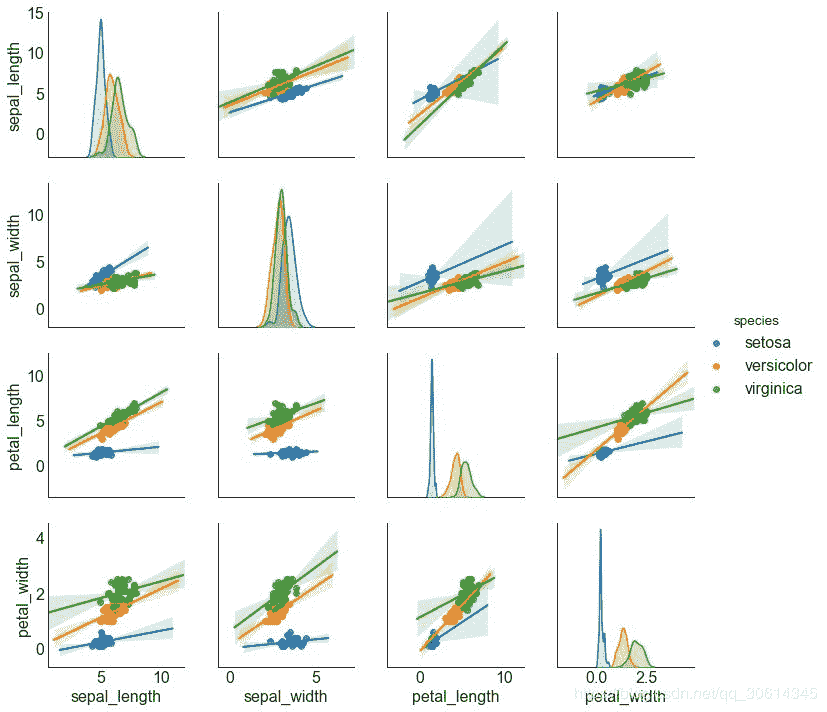 15
10
5
0
sepal_length
10
5
0
sepal_width
species
setosa
versicolor
virginica
10
5
0
petal_length
4
2
0
petal_width
5 10
0 5
0 10
0.0 2.5
sepal_length
sepal_width
petal_length
petal_width